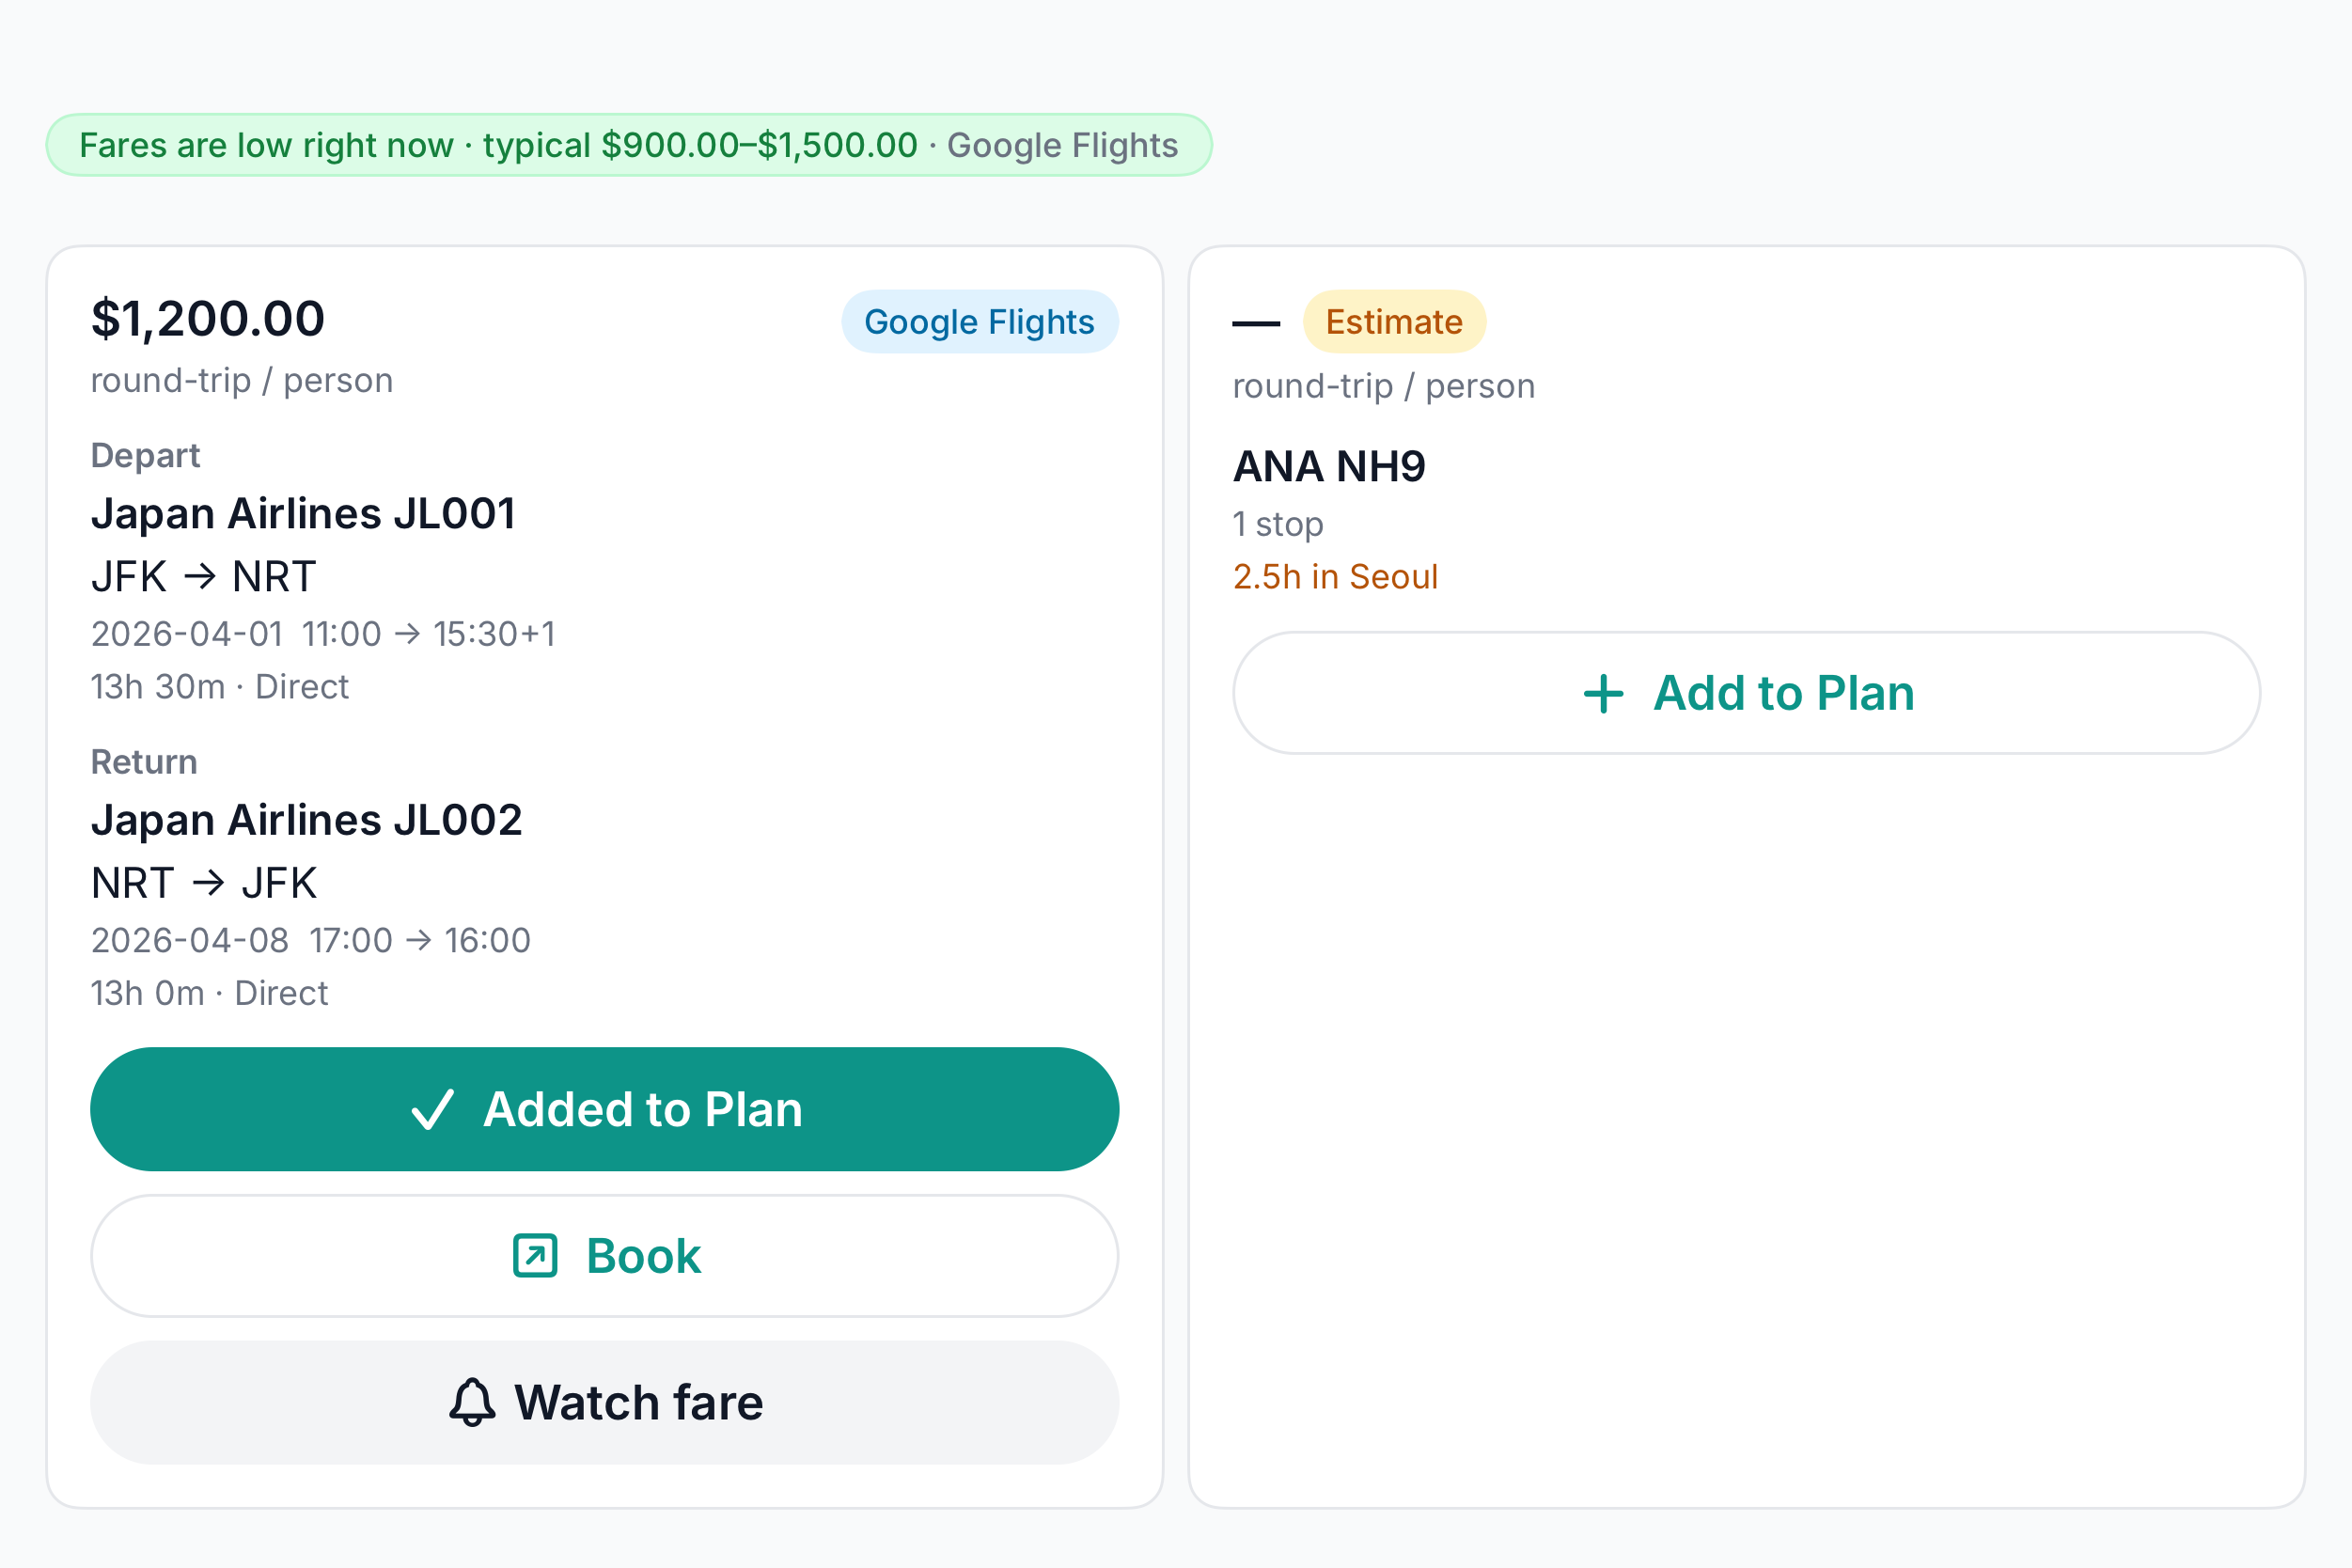 Fares are low right now · typical $900.00–$1,500.00 · Google Flights
$1,200.00
Google Flights
round-trip / person
Depart
Japan Airlines JL001
JFK → NRT
2026-04-01 11:00 → 15:30+1
13h 30m · Direct
Return
Japan Airlines JL002
NRT → JFK
2026-04-08 17:00 → 16:00
13h 0m · Direct
Added to Plan
Book
Watch fare
— Estimate
round-trip / person
ANA NH9
1 stop
2.5h in Seoul
Add to Plan